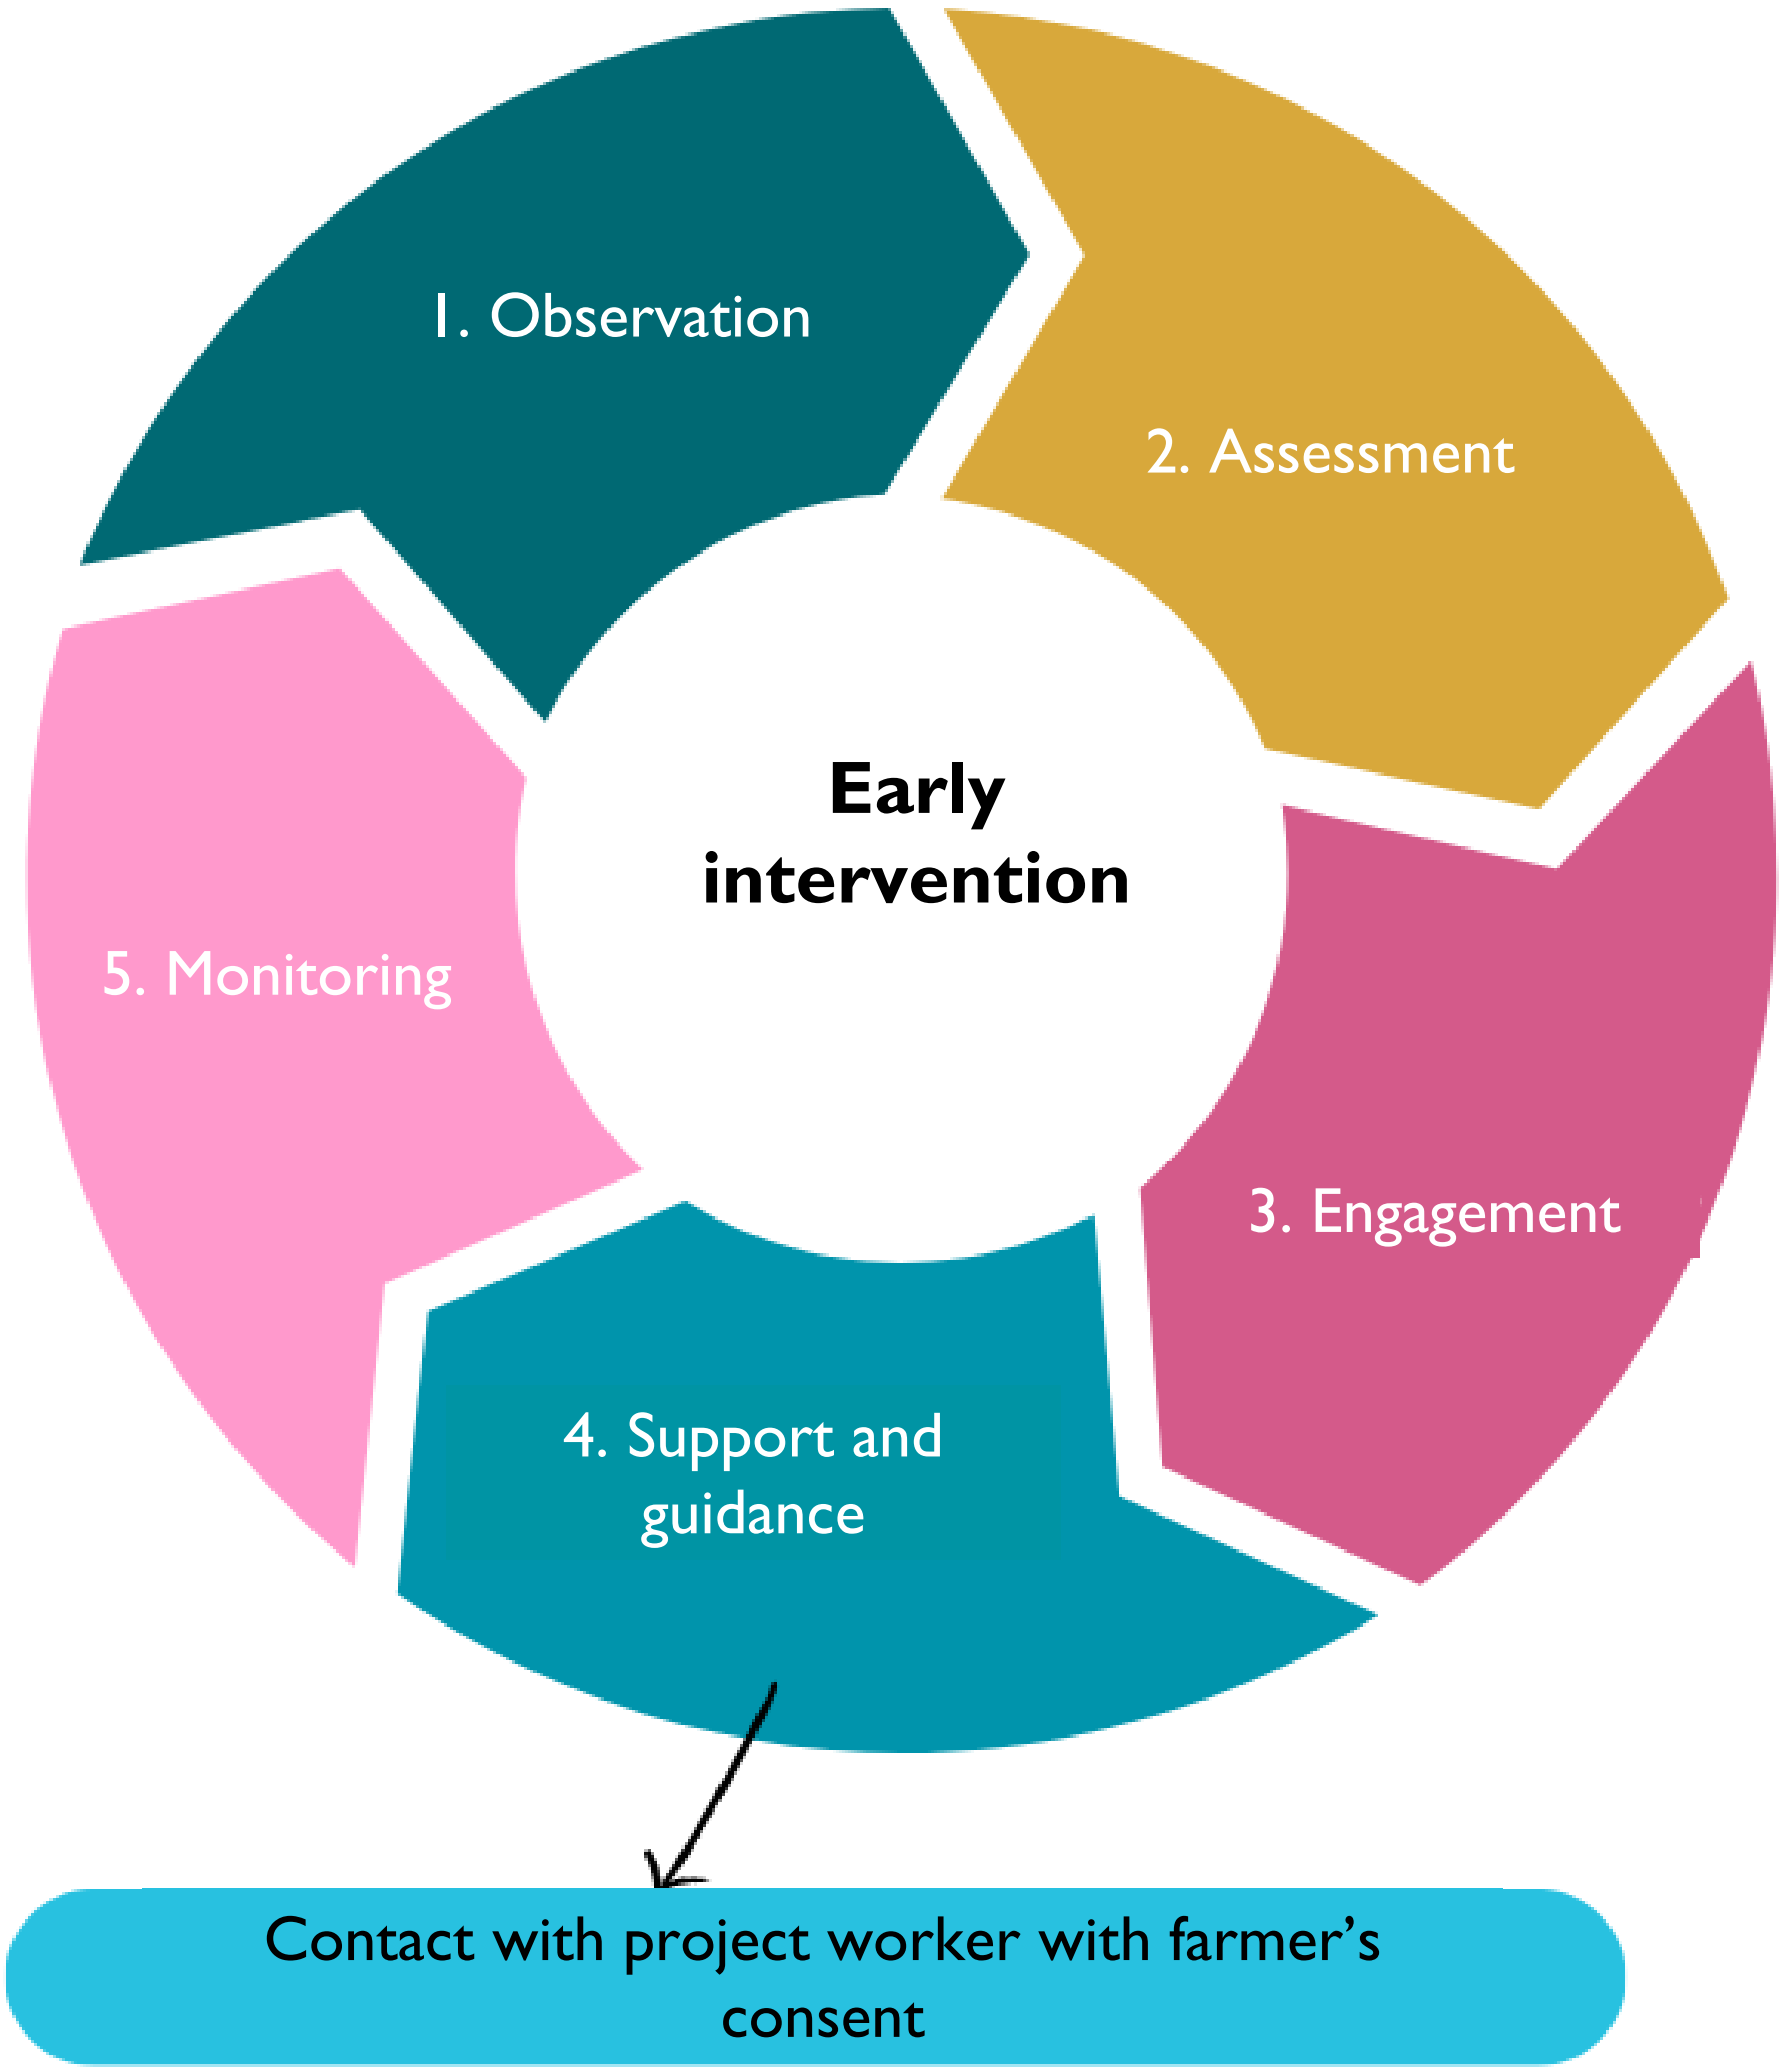 1. Observation
2. Assessment
Early
intervention
5. Monitoring
3. Engagement
4. Support and
guidance
Contact with project worker with farmer’s
consent